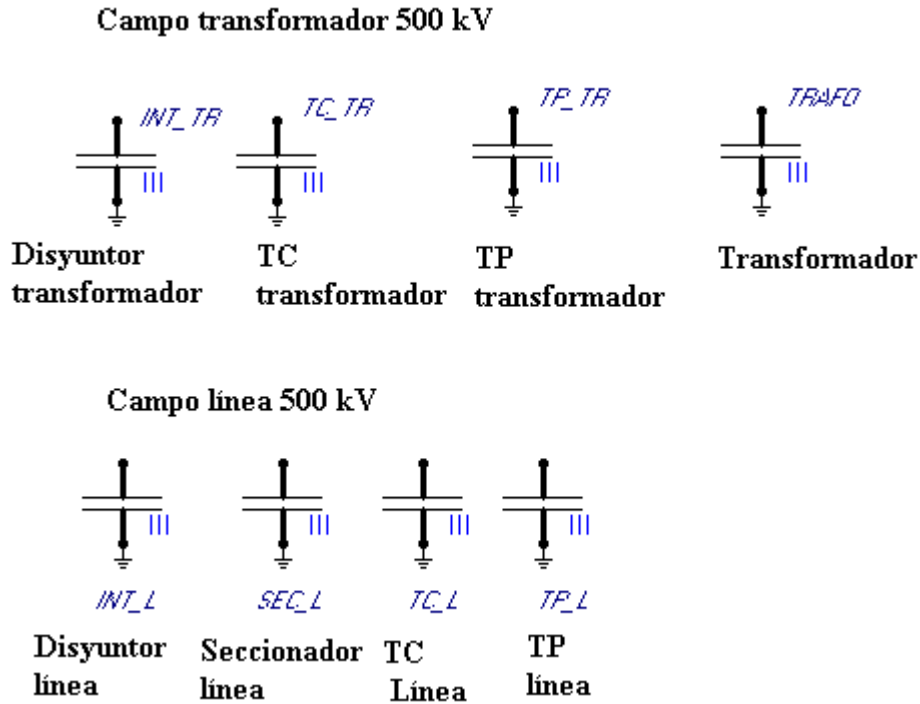 Campo transformador 500 kV
INT_TR
TC_TR
TP_TR
TRAFO
III
III
III
III
Disyuntor
transformador
TC
transformador
TP
transformador
Transformador
Campo línea 500 kV
III
III
III
III
INT_L
SEC_L
TC_L
TP_L
Disyuntor
línea
Seccionador
línea
TC
Línea
TP
línea